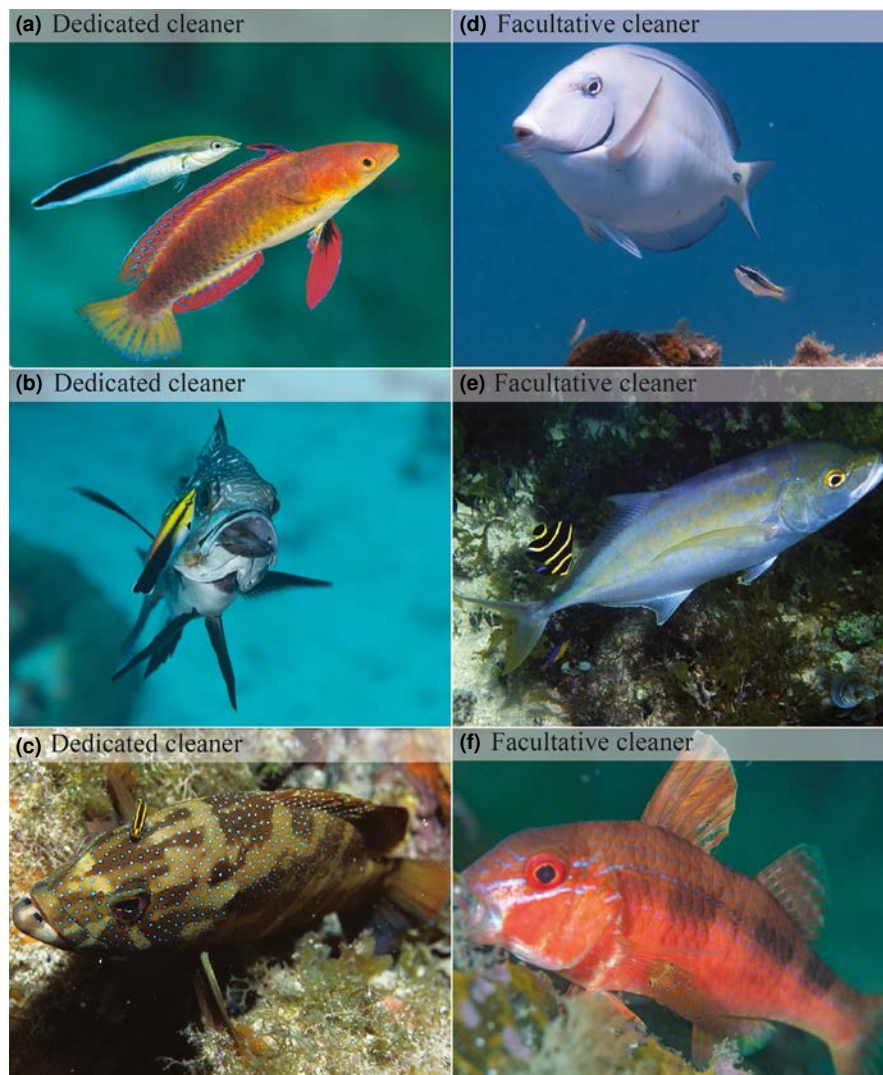 (a) Dedicated cleaner
(d) Facultative cleaner
(b) Dedicated cleaner
(e) Facultative cleaner
(c) Dedicated cleaner
(f) Facultative cleaner